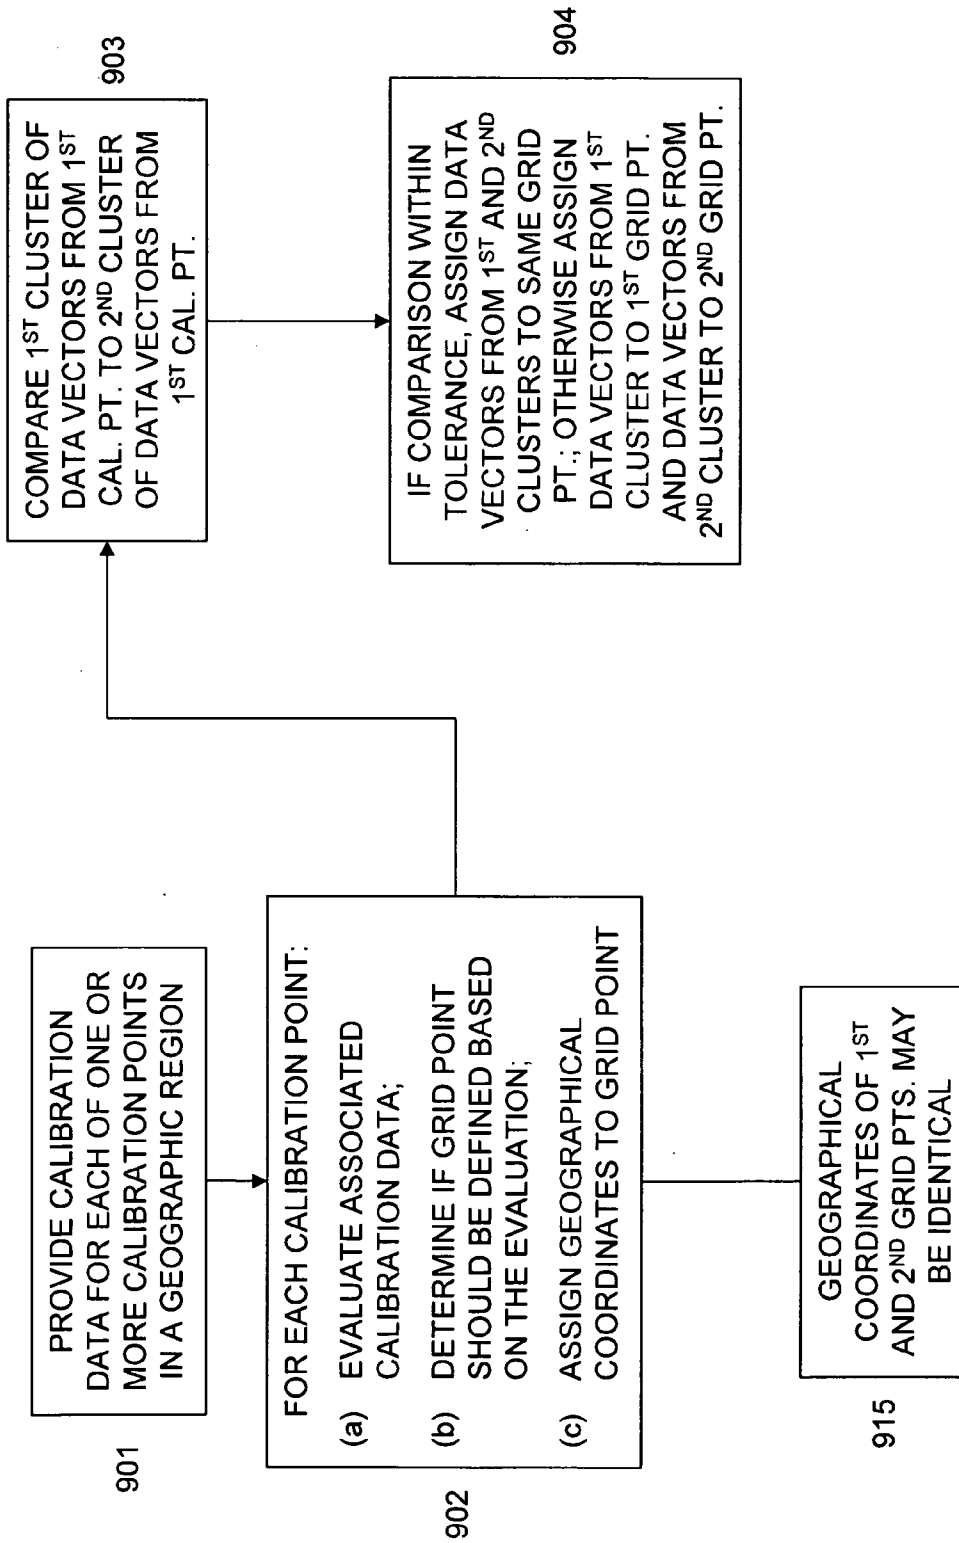 901
PROVIDE CALIBRATION
DATA FOR EACH OF ONE OR
MORE CALIBRATION POINTS
IN A GEOGRAPHIC REGION
902
FOR EACH CALIBRATION POINT:
(a) EVALUATE ASSOCIATED
CALIBRATION DATA;
(b) DETERMINE IF GRID POINT
SHOULD BE DEFINED BASED
ON THE EVALUATION;
(c) ASSIGN GEOGRAPHICAL
COORDINATES TO GRID POINT
915
GEOGRAPHICAL
COORDINATES OF 1ST
AND 2ND GRID PTS. MAY
BE IDENTICAL
COMPARE 1ST CLUSTER OF
DATA VECTORS FROM 1ST
CAL. PT. TO 2ND CLUSTER
OF DATA VECTORS FROM
1ST CAL. PT.
903
IF COMPARISON WITHIN
TOLERANCE, ASSIGN DATA
VECTORS FROM 1ST AND 2ND
CLUSTERS TO SAME GRID
PT.; OTHERWISE ASSIGN
DATA VECTORS FROM 1ST
CLUSTER TO 1ST GRID PT.
AND DATA VECTORS FROM
2ND CLUSTER TO 2ND GRID PT.
904